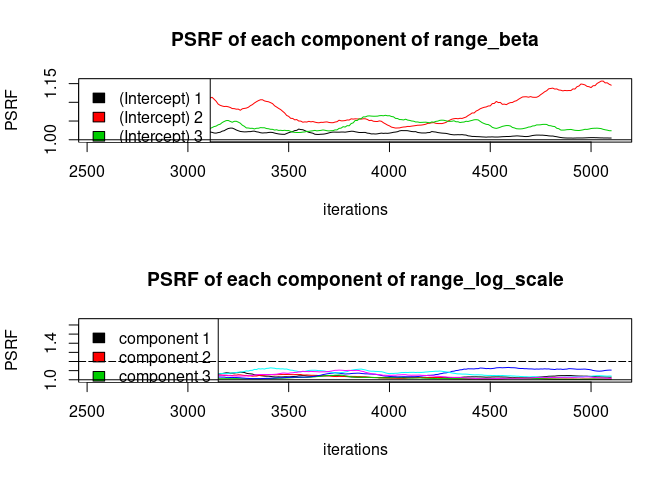 PSRF of each component of range_beta
PSRF
1.15
1.00
(Intercept) 1
(Intercept) 2
(Intercept) 3
2500 3000 3500 4000 4500 5000
iterations
PSRF of each component of range_log_scale
PSRF
1.4
1.0
component 1
component 2
component 3
2500 3000 3500 4000 4500 5000
iterations